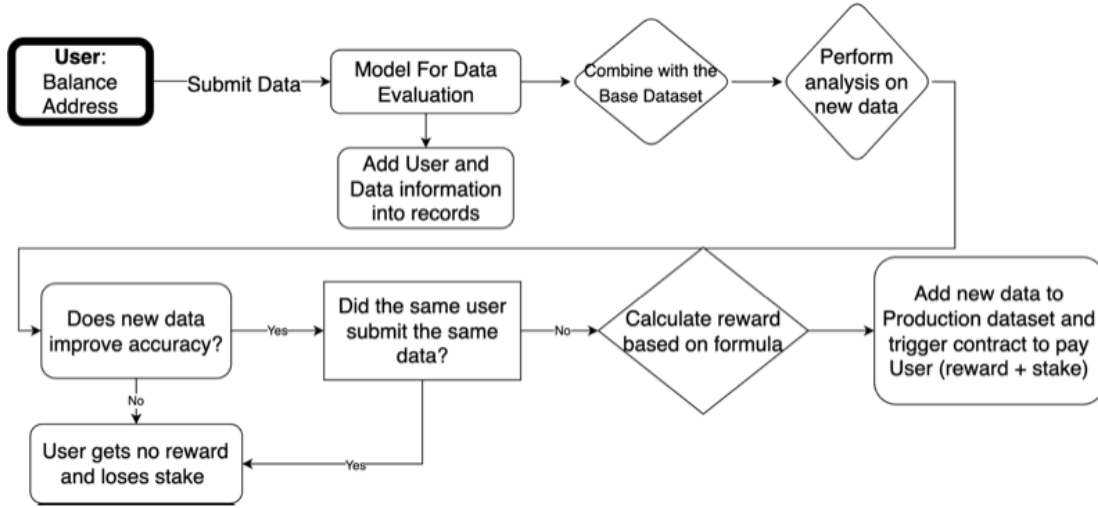 User:
Balance
Address
Submit Data
Model For Data
Evaluation
Combine with the
Base Dataset
Perform
analysis on
new data
Add User and
Data information
into records
Does new data
improve accuracy?
Yes
Did the same user
submit the same
data?
No
Calculate reward
based on formula
Add new data to
Production dataset and
trigger contract to pay
User (reward + stake)
No
User gets no reward
and loses stake
Yes